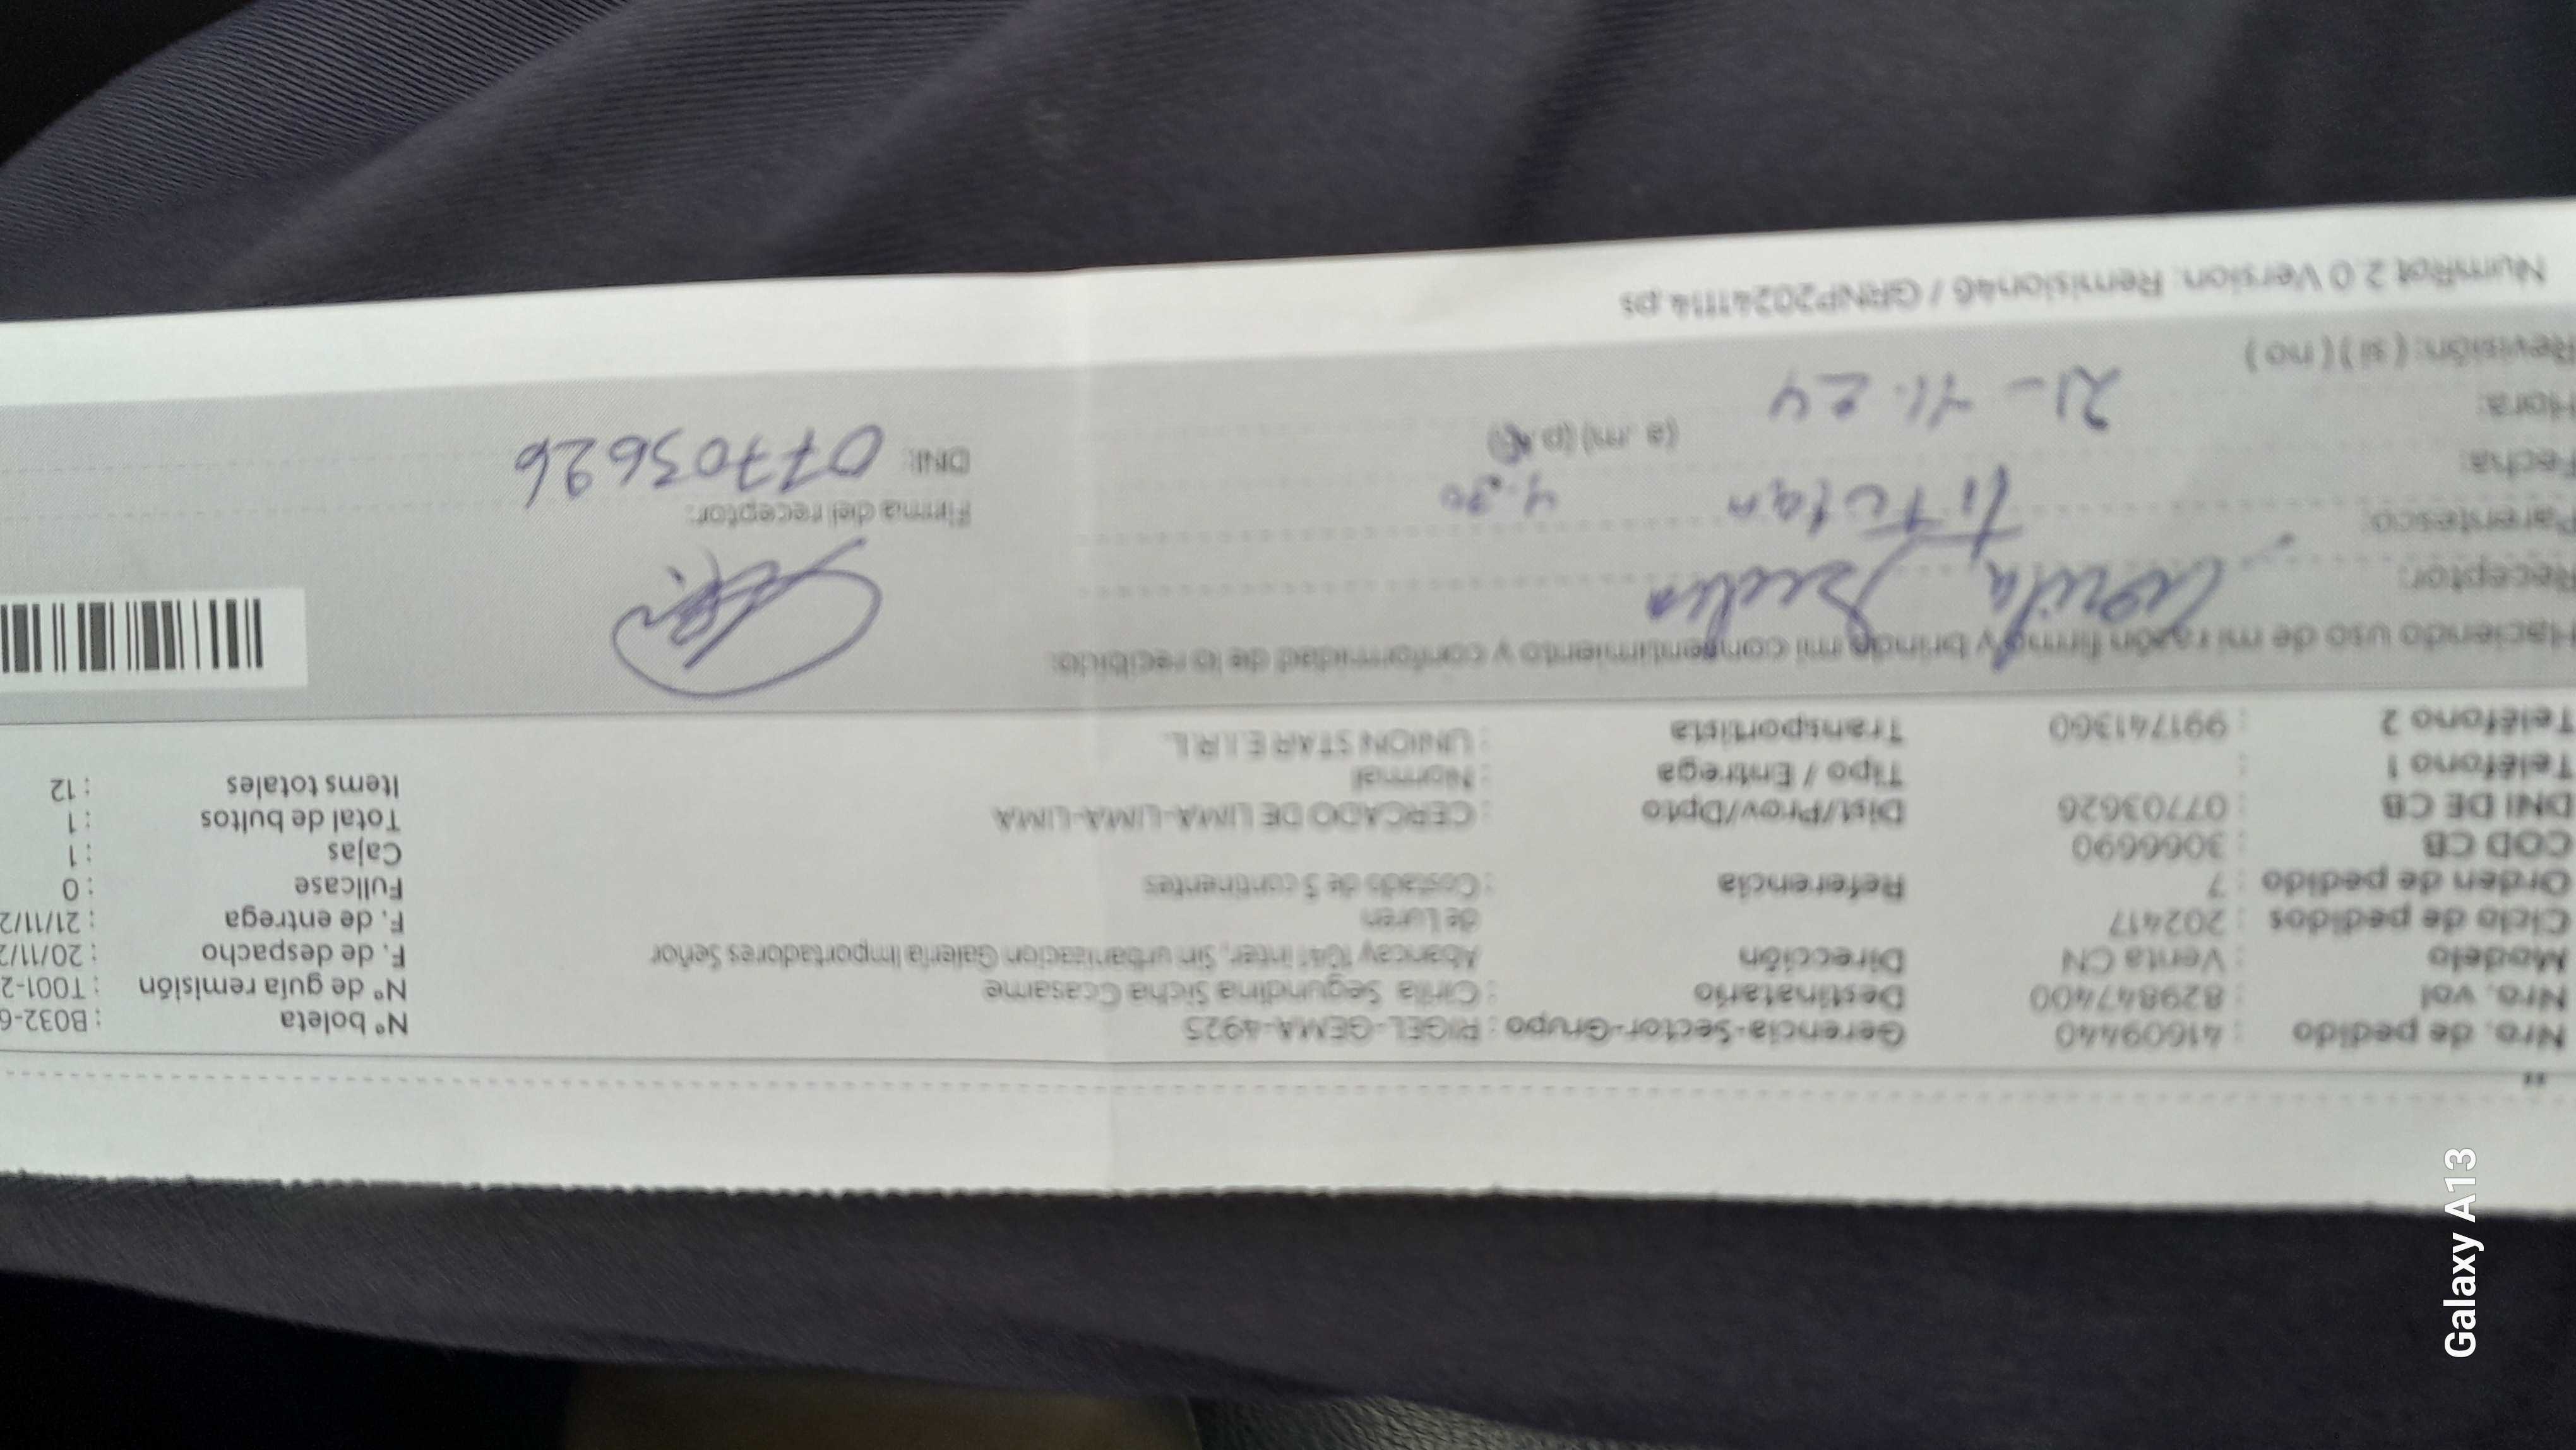 "
Nro. de pedido : 41609440 Gerencia-Sector-Grupo : RIGEL-GEMA-4925 Nº boleta : B032-6
Nro. vol : 829847400 Destinatario : Cirila Segundina Sicha Ccasame Nº de guía remisión : T001-2
Modelo : Venta CN Dirección Abancay 1041 inter, Sin urbanizacion Galería Importadores Señor F. de despacho : 20/11/2
Ciclo de pedidos : 202417 de Luren F. de entrega : 21/11/2
Orden de pedido : 7 Referencia : Costado de 5 continentes Fullcase : 0
COD CB : 3066690 Cajas : 1
DNI DE CB : 07703626 Dist/Prov/Dpto : CERCADO DE LIMA-LIMA-LIMA Total de bultos : 1
Teléfono 1 : Tipo / Entrega : Normal Items totales : 12
Teléfono 2 : 991741360 Transportista : UNION STAR E.I.R.L.
Haciendo uso de mi razón firmo y brindo mi consentimiento y conformidad de lo recibido:
Receptor: Cirila
Parentesco: Titular Firma del receptor:
Fecha: 4.30 DNI: 07703626
Hora: 21-11.24 (a .m) (p.
Revisión: ( si ) ( no )
NumRot 2.0 Version. Remision46 / GRNP20241114.ps
Galaxy A13